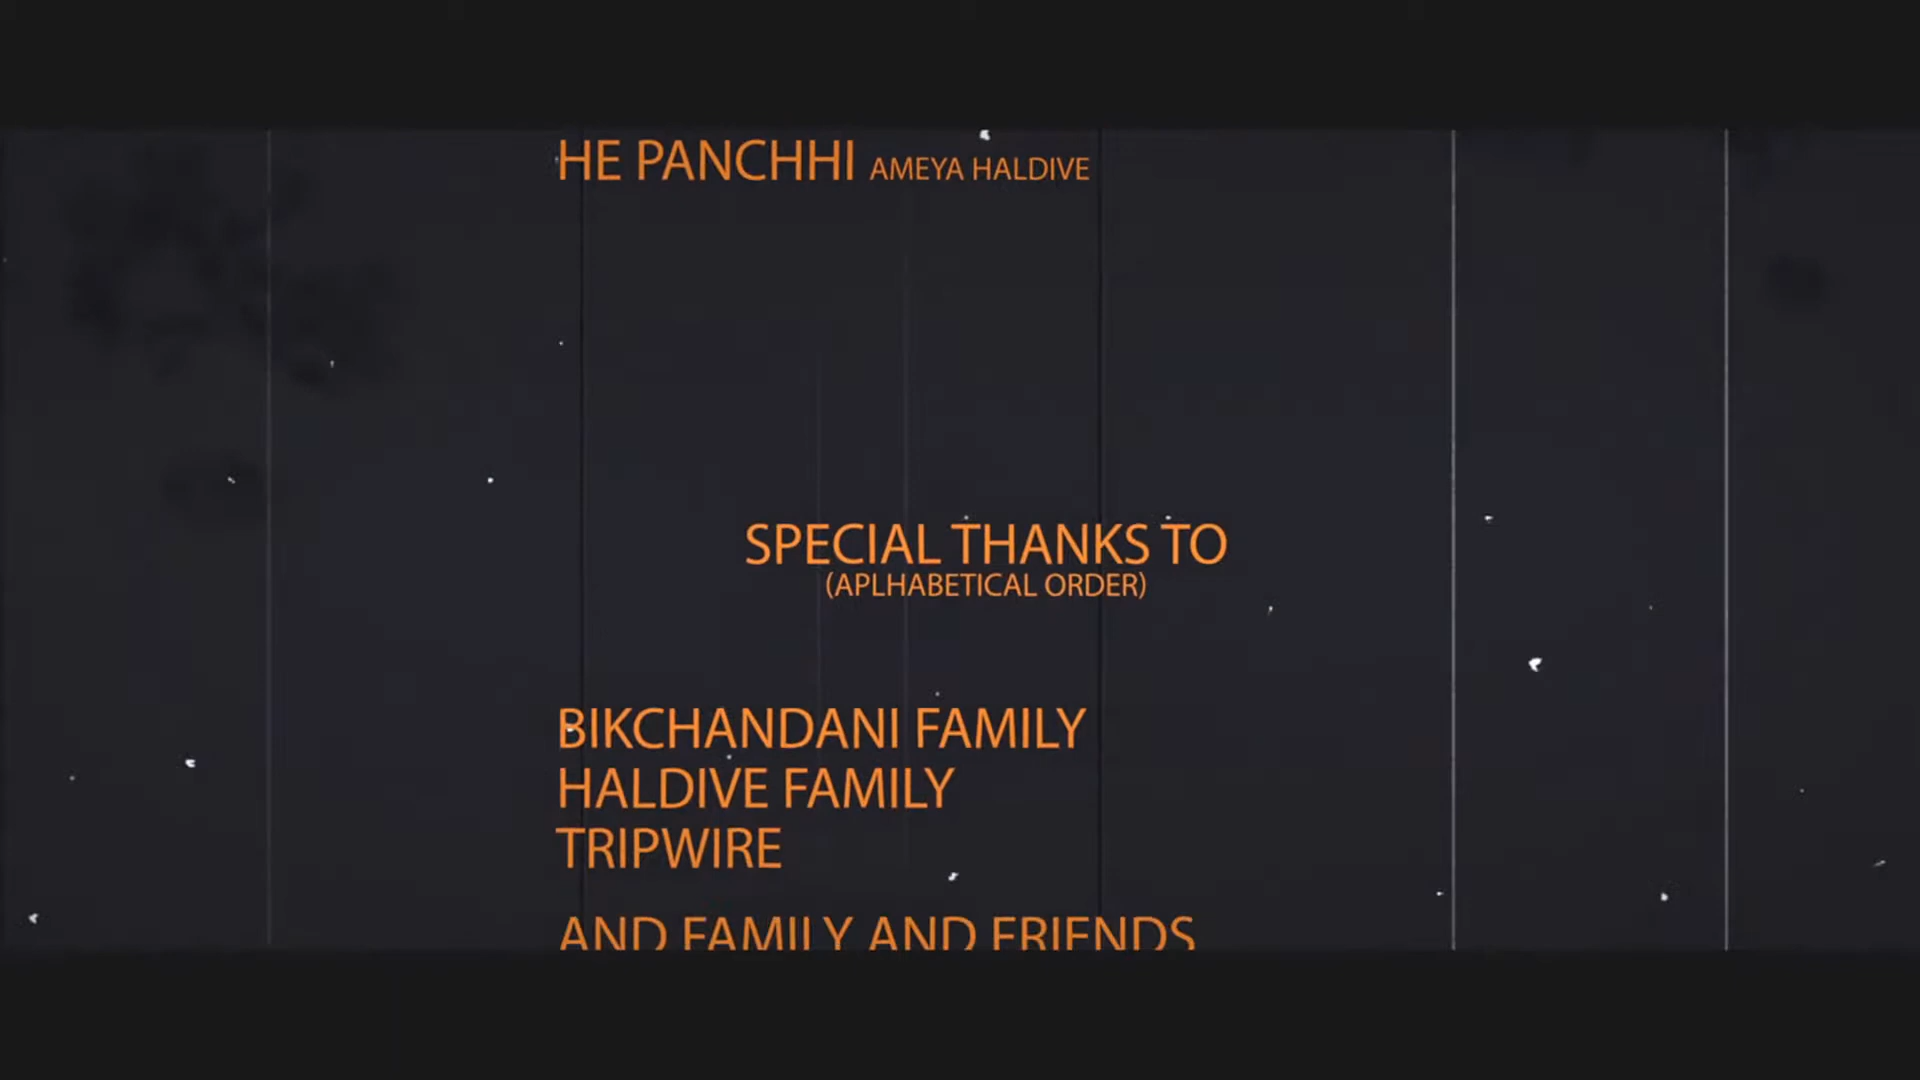 HE PANCHHI AMEYA HALDIVE
SPECIAL THANKS TO
(APLHABETICAL ORDER)
BIKCHANDANI FAMILY
HALDIVE FAMILY
TRIPWIRE
AND FAMILY AND FRIENDS